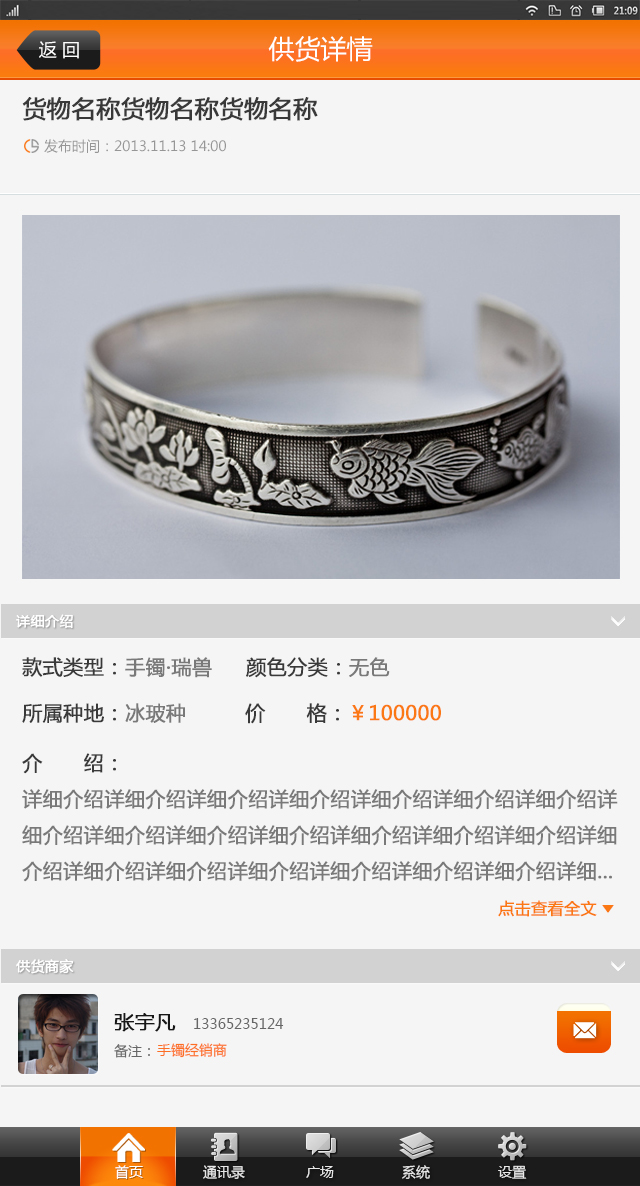 21:09
返回
供货详情
货物名称货物名称货物名称
发布时间：2013.11.13 14:00
详细介绍
款式类型：手镯·瑞兽 颜色分类：无色
所属种地：冰玻种 价 格：￥100000
介 绍：
详细介绍详细介绍详细介绍详细介绍详细介绍详细介绍详细介绍详
细介绍详细介绍详细介绍详细介绍详细介绍详细介绍详细介绍详细
介绍详细介绍详细介绍详细介绍详细介绍详细介绍详细介绍详细...
点击查看全文
供货商家
张宇凡 13365235124
备注：手镯经销商
首页 通讯录 广场 系统 设置